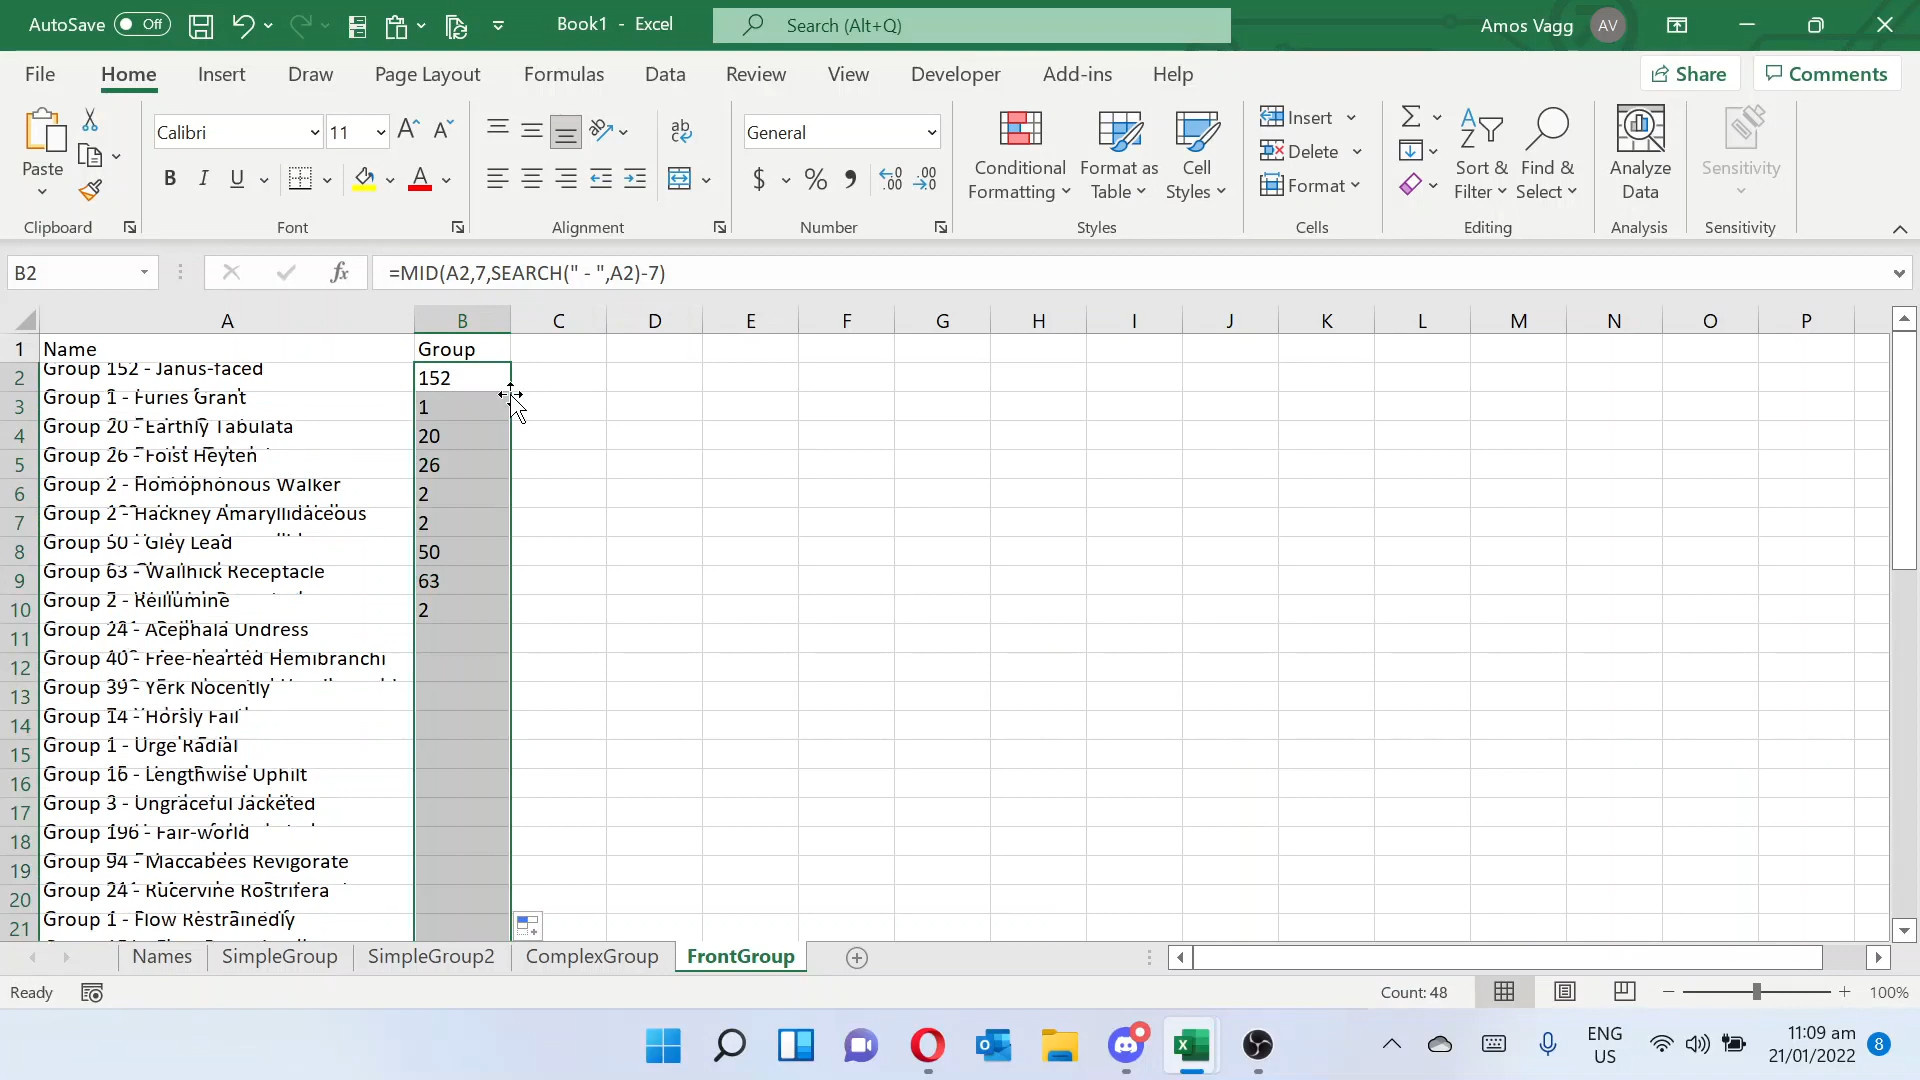 AutoSave Off Book1 - Excel Search (Alt+Q) Amos Vagg AV
File Home Insert Draw Page Layout Formulas Data Review View Developer Add-ins Help Share Comments
Paste
Calibri 11
General
Conditional Formatting
Format as Table
Cell Styles
Insert
Delete
Format
Sort & Filter
Find & Select
Analyze Data
Sensitivity
Clipboard Font Alignment Number Styles Cells Editing Analysis Sensitivity
B2 fx =MID(A2,7,SEARCH(" - ",A2)-7)
A B C D E F G H I J K L M N O P
1 Name Group
2 Group 152 - Janus-faced 152
3 Group 1 - Furies Grant 1
4 Group 20 - Earthly Tabulata 20
5 Group 26 - Foist Heyten 26
6 Group 2 - Homophonous Walker 2
7 Group 2 - Hackney Amaryllidaceous 2
8 Group 50 - Gley Lead 50
9 Group 63 - Wallhick Receptacle 63
10 Group 2 - Reillumine 2
11 Group 241 - Acephala Undress
12 Group 40 - Free-hearted Hemibranchi
13 Group 39 - Yerk Nocently
14 Group 14 - Horsly Fail
15 Group 1 - Urge Radial
16 Group 16 - Lengthwise Uphilt
17 Group 3 - Ungraceful Jacketed
18 Group 196 - Fair-world
19 Group 94 - Maccabees Revigorate
20 Group 241 - Rucervine Rostrifera
21 Group 1 - Flow Restrainedly
Names SimpleGroup SimpleGroup2 ComplexGroup FrontGroup
Ready Count: 48 100%
ENG US
11:09 am
21/01/2022
8